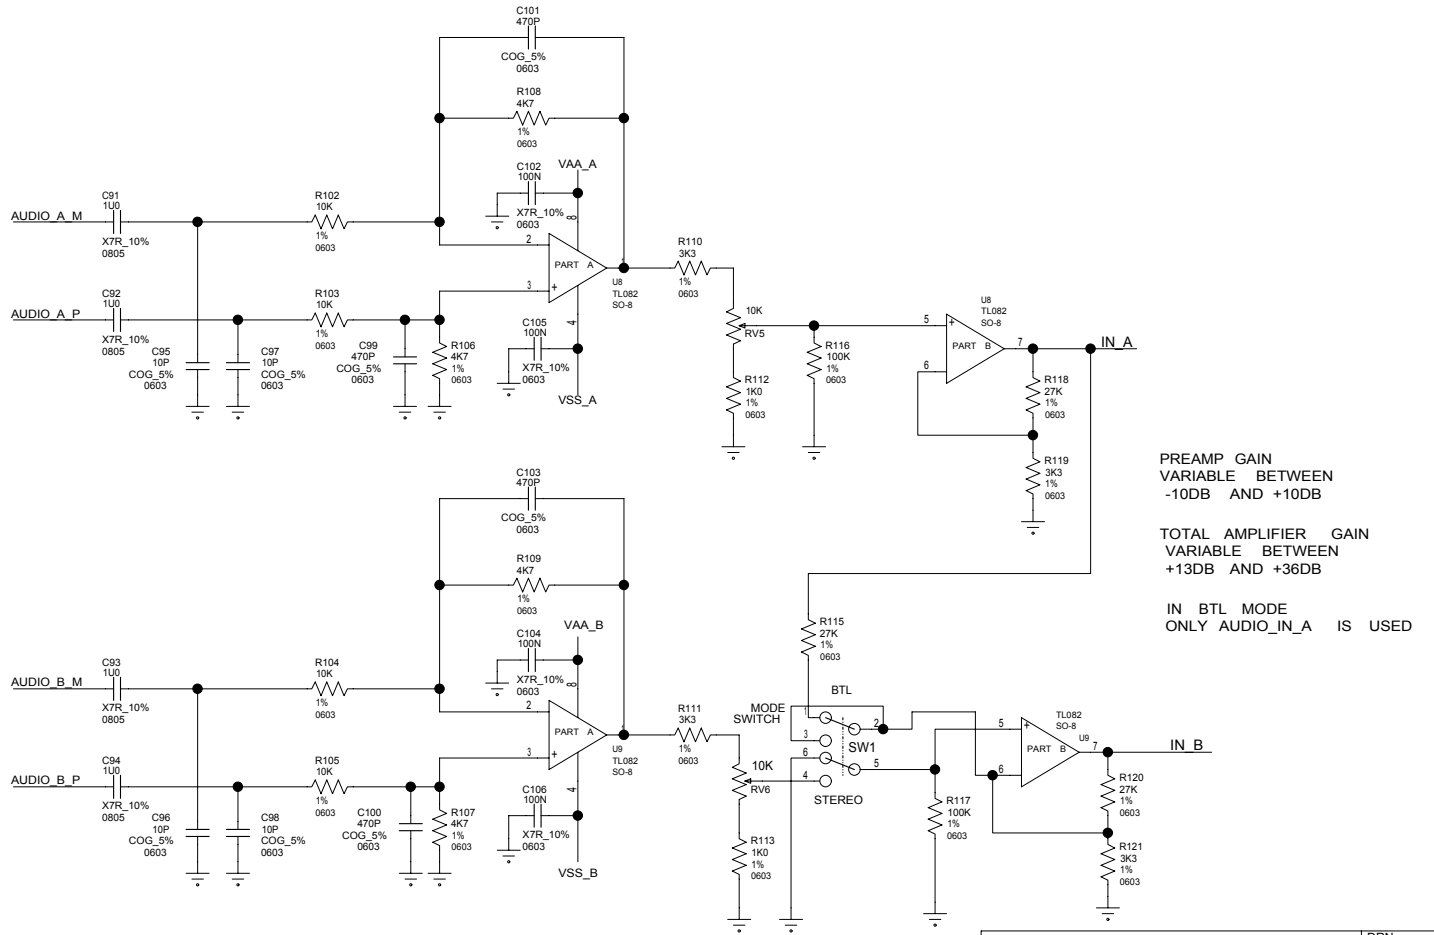 C101
470P
COG_5%
0603
R108
4K7
1%
0603
C102
100N
X7R_10%
0603
VAA_A
8
AUDIO_A_M
C91
1U0
X7R_10%
0805
R102
10K
1%
0603
2
PART A
1
U8
TL082
SO-8
3
+
4
AUDIO_A_P
C92
1U0
X7R_10%
0805
R103
10K
1%
0603
C95
10P
COG_5%
0603
C97
10P
COG_5%
0603
C99
470P
COG_5%
0603
R106
4K7
1%
0603
C105
100N
X7R_10%
0603
VSS_A
R110
3K3
1%
0603
10K
RV5
R112
1K0
1%
0603
R116
100K
1%
0603
U8
TL082
SO-8
5
+
PART B
6
7
IN_A
R118
27K
1%
0603
R119
3K3
1%
0603
PREAMP GAIN
VARIABLE BETWEEN
-10DB AND +10DB
TOTAL AMPLIFIER GAIN
VARIABLE BETWEEN
+13DB AND +36DB
IN BTL MODE
ONLY AUDIO_IN_A IS USED
C103
470P
COG_5%
0603
R109
4K7
1%
0603
C104
100N
X7R_10%
0603
VAA_B
8
AUDIO_B_M
C93
1U0
X7R_10%
0805
R104
10K
1%
0603
2
PART A
1
U9
TL082
SO-8
3
+
4
AUDIO_B_P
C94
1U0
X7R_10%
0805
R105
10K
1%
0603
C96
10P
COG_5%
0603
C98
10P
COG_5%
0603
C100
470P
COG_5%
0603
R107
4K7
1%
0603
C106
100N
X7R_10%
0603
VSS_B
R111
3K3
1%
0603
10K
RV6
R113
1K0
1%
0603
R115
27K
1%
0603
BTL
MODE
SWITCH
1
2
3
SW1
6
5
4
STEREO
R117
100K
1%
0603
TL082
SO-8
U9
5
+
PART B
6
7
IN_B
R120
27K
1%
0603
R121
3K3
1%
0603